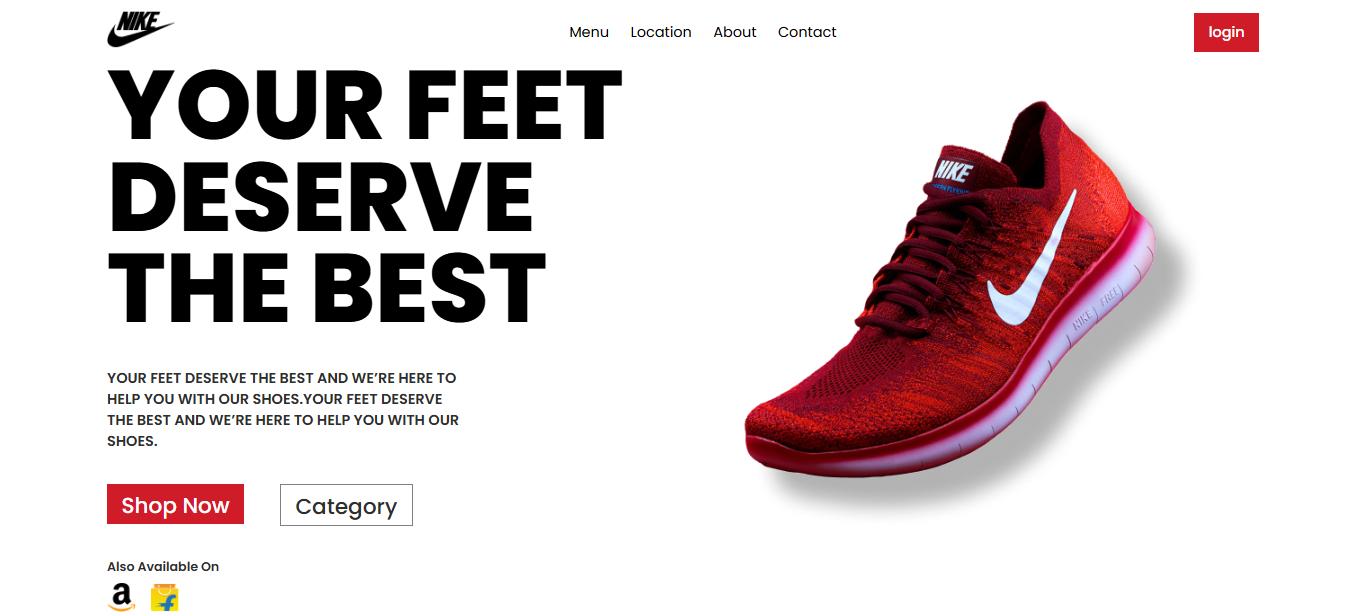 NIKE
Menu Location About Contact
login
YOUR FEET
DESERVE
THE BEST
YOUR FEET DESERVE THE BEST AND WE’RE HERE TO
HELP YOU WITH OUR SHOES.YOUR FEET DESERVE
THE BEST AND WE’RE HERE TO HELP YOU WITH OUR
SHOES.
Shop Now
Category
Also Available On
a
f
NIKE
NIKE FREE